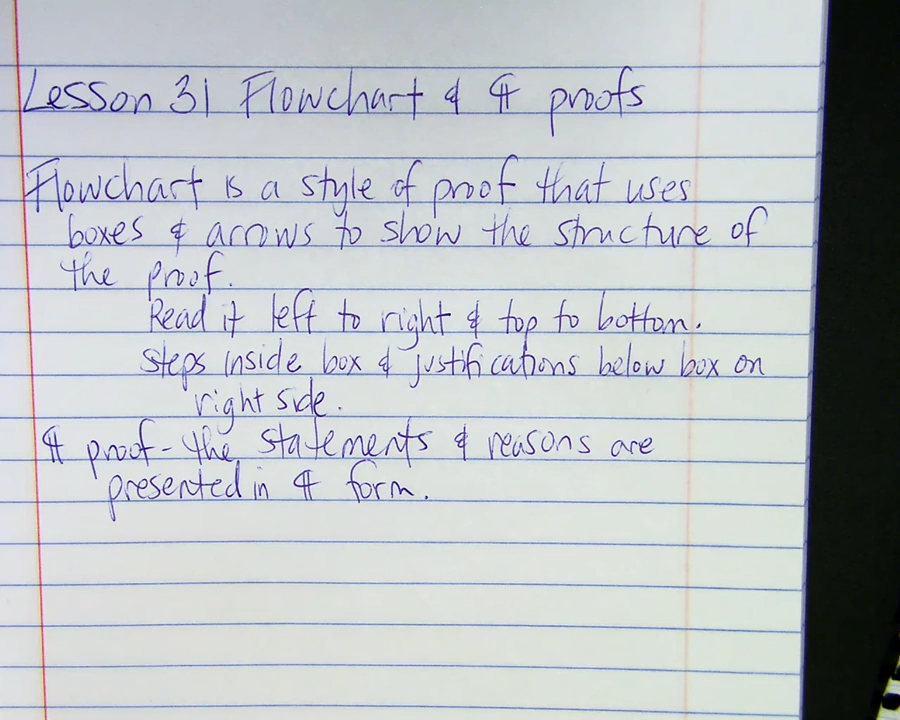 Lesson 31 Flowchart & ¶ proofs
Flowchart is a style of proof that uses
boxes & arrows to show the structure of
the proof.
Read it left to right & top to bottom.
Steps inside box & justifications below box on
right side.
¶ proof - the statements & reasons are
presented in ¶ form.